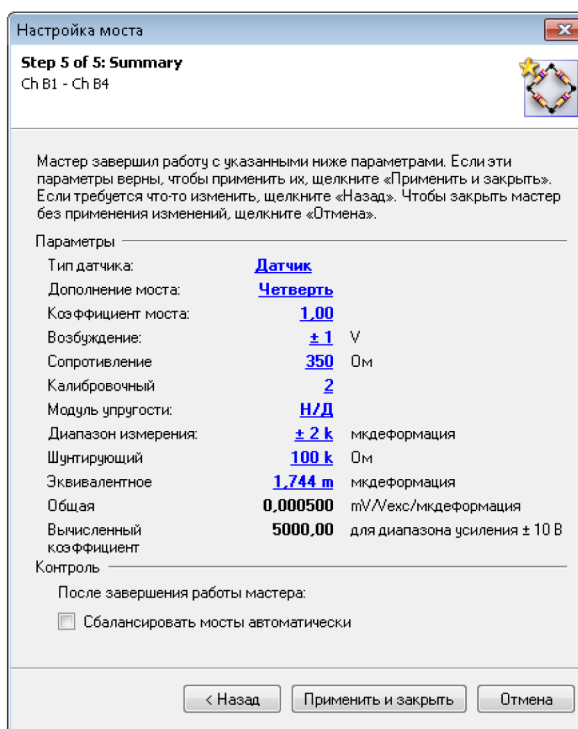 Настройка моста
Step 5 of 5: Summary
Ch B1 - Ch B4
Мастер завершил работу с указанными ниже параметрами. Если эти
параметры верны, чтобы применить их, щелкните «Применить и закрыть».
Если требуется что-то изменить, щелкните «Назад». Чтобы закрыть мастер
без применения изменений, щелкните «Отмена».
Параметры
Тип датчика: Датчик
Дополнение моста: Четверть
Коэффициент моста: 1,00
Возбуждение: ± 1 V
Сопротивление 350 Ом
Калибровочный 2
Модуль упругости: Н/Д
Диапазон измерения: ± 2 k мкдеформация
Шунтирующий 100 k Ом
Эквивалентное 1,744 m мкдеформация
Общая 0,000500 mV/Vexc/мкдеформация
Вычисленный 5000,00 для диапазона усиления ± 10 В
коэффициент
Контроль
После завершения работы мастера:
Сбалансировать мосты автоматически
< Назад Применить и закрыть Отмена